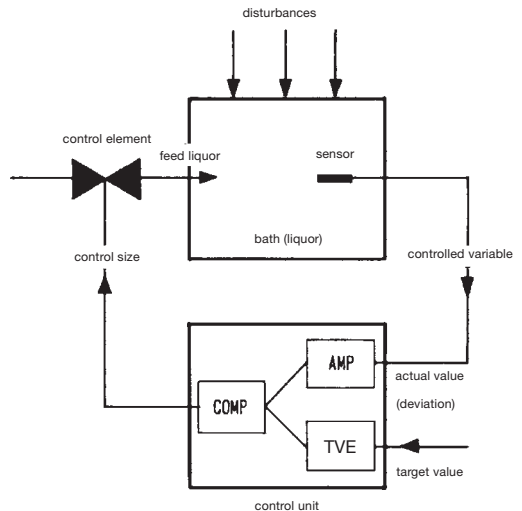 disturbances
control element
feed liquor
sensor
bath (liquor)
control size
controlled variable
AMP
actual value
COMP
(deviation)
TVE
target value
control unit